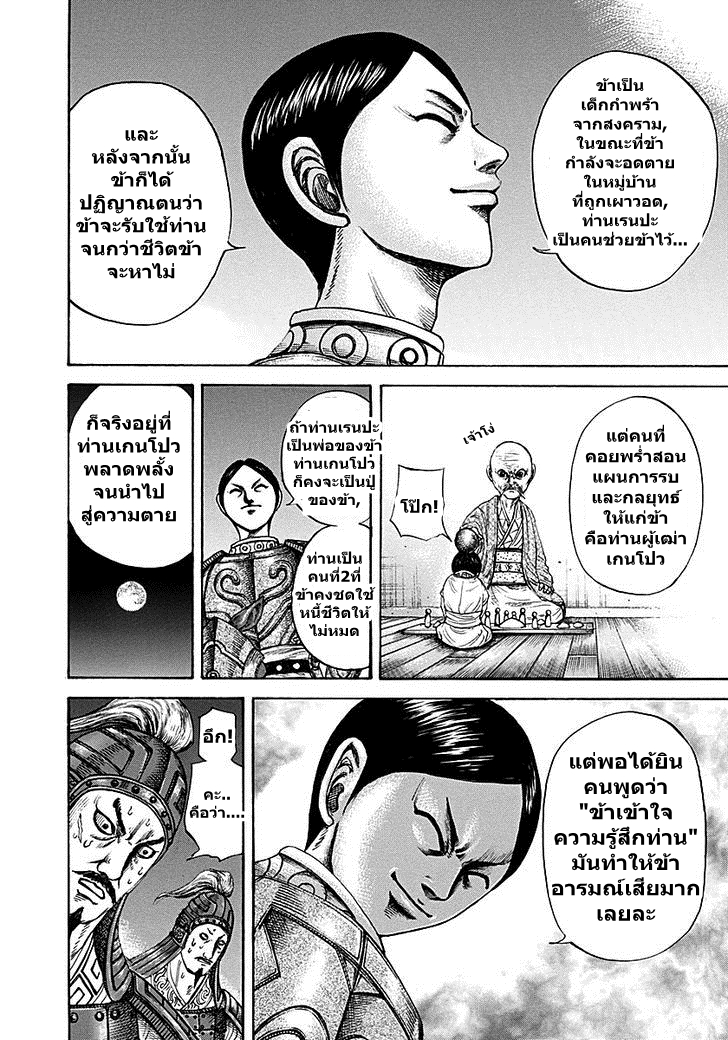 ข้าเป็น
เด็กกำพร้า
จากสงคราม,
ในขณะที่ข้า
กำลังจะอดตาย
ในหมู่บ้าน
ที่ถูกเผาวอด,
ท่านเรนปะ
เป็นคนช่วยข้าไว้...
และ
หลังจากนั้น
ข้าก็ได้
ปฏิญาณตนว่า
ข้าจะรับใช้ท่าน
จนกว่าชีวิตข้า
จะหาไม่
แต่คนที่
คอยพร่ำสอน
แผนการรบ
และกลยุทธ์
ให้แก่ข้า
คือท่านผู้เฒ่า
เกนโปว
เจ้าโง่
โป๊ก!
ถ้าท่านเรนปะ
เป็นพ่อของข้า
ท่านเกนโปว
ก็คงจะเป็นปู่
ของข้า,
ท่านเป็น
คนที่2ที่
ข้าคงชดใช้
หนี้ชีวิตให้
ไม่หมด
ก็จริงอยู่ที่
ท่านเกนโปว
พลาดพลั้ง
จนนำไป
สู่ความตาย
แต่พอได้ยิน
คนพูดว่า
"ข้าเข้าใจ
ความรู้สึกท่าน"
มันทำให้ข้า
อารมณ์เสียมาก
เลยละ
อึก!
คะ..
คือว่า....